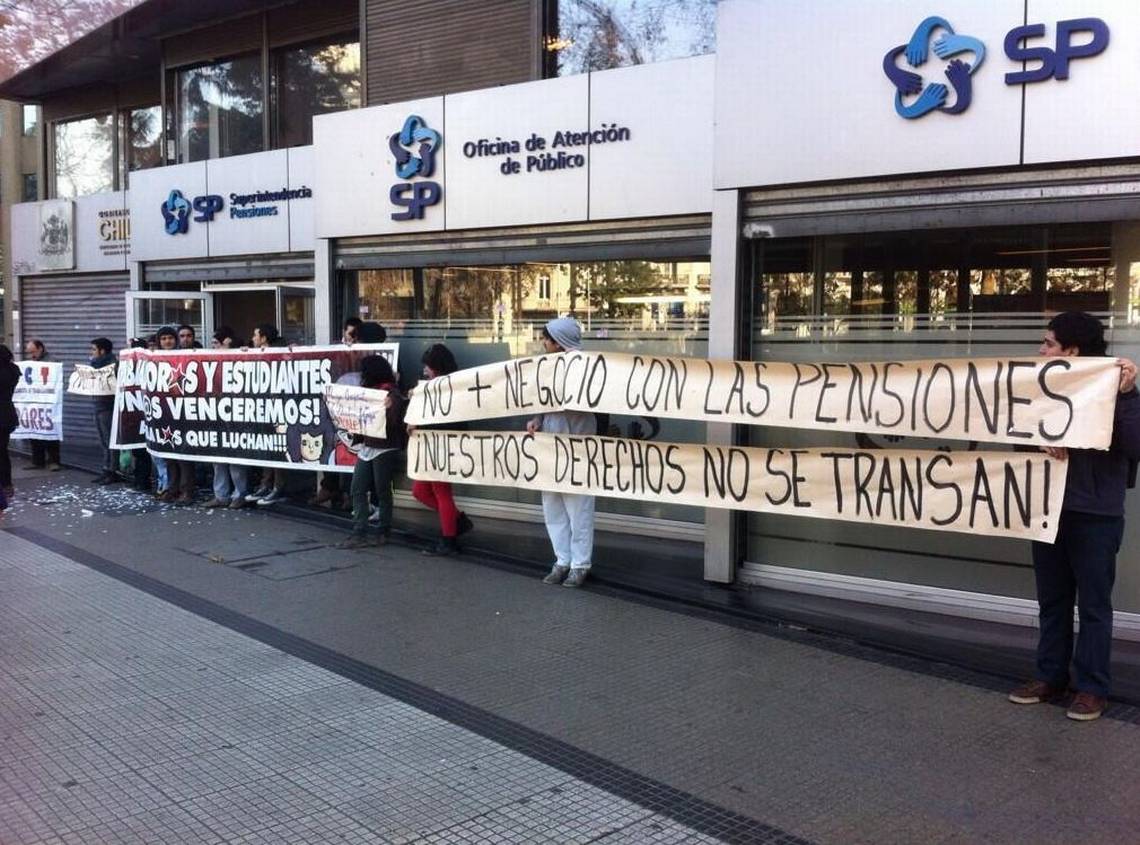 SP
Oficina de Atención
de Público
SP
SP Superintendencia
Pensiones
CHI
Y ESTUDIANTES
VENCEREMOS!
QUE LUCHAN!!!
NO + NEGOCIO CON LAS PENSIONES
¡NUESTROS DERECHOS NO SE TRANSAN!